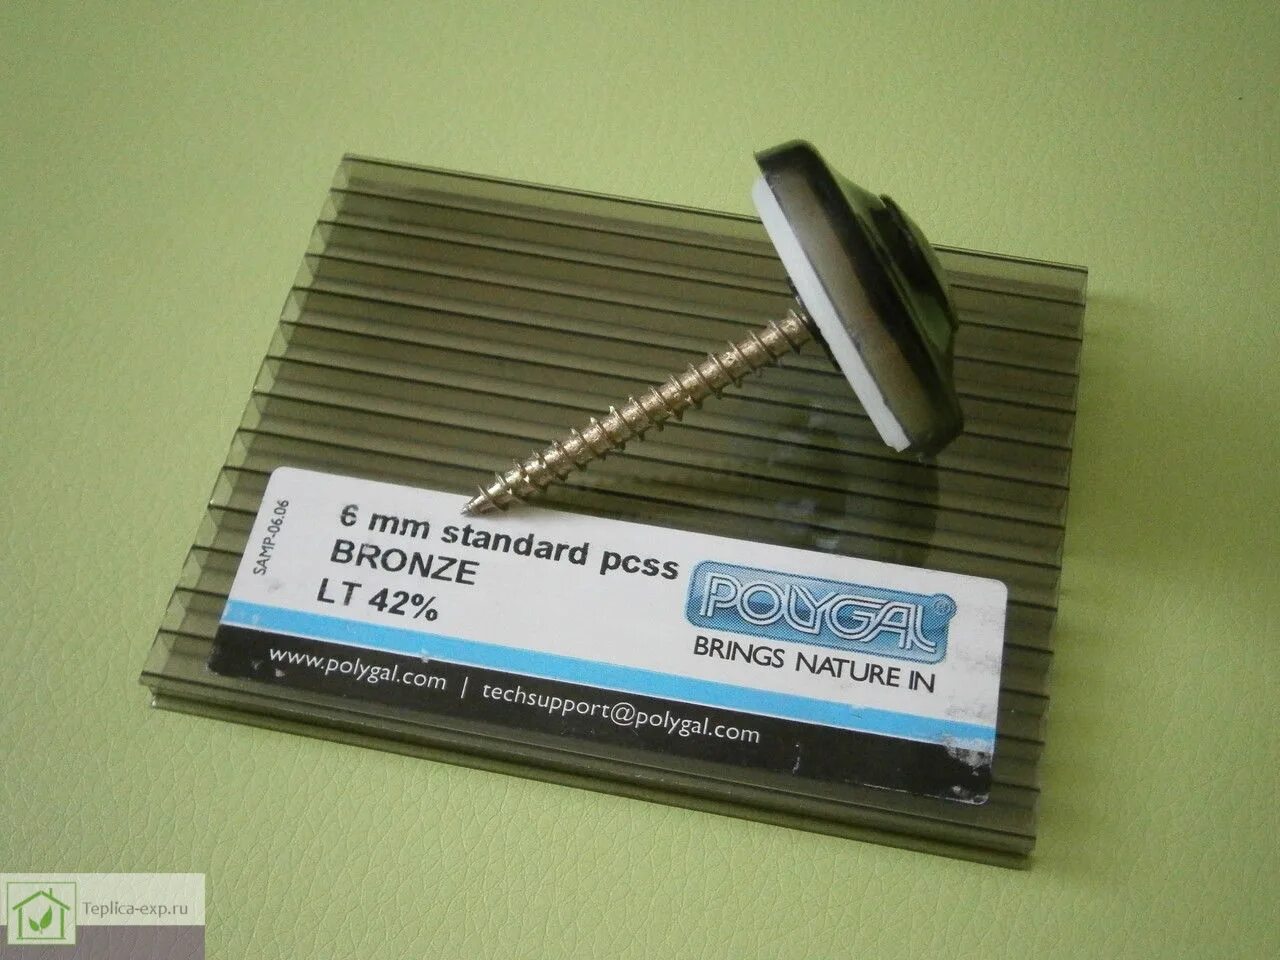 SAMP-06.06
6 mm standard pcss
BRONZE
LT 42%
POLYGAL®
BRINGS NATURE IN
www.polygal.com | techsupport@polygal.com
Teplica-exp.ru